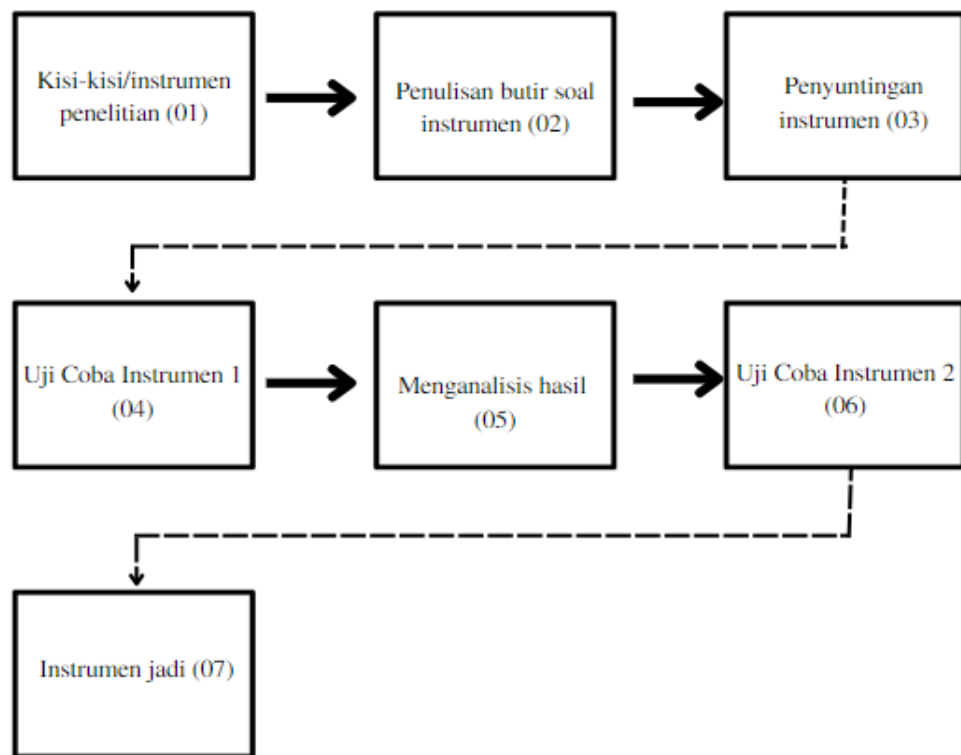 Kisi-kisi/instrumen
penelitian (01)
Penulisan butir soal
instrumen (02)
Penyuntingan
instrumen (03)
Uji Coba Instrumen 1
(04)
Menganalisis hasil
(05)
Uji Coba Instrumen 2
(06)
Instrumen jadi (07)